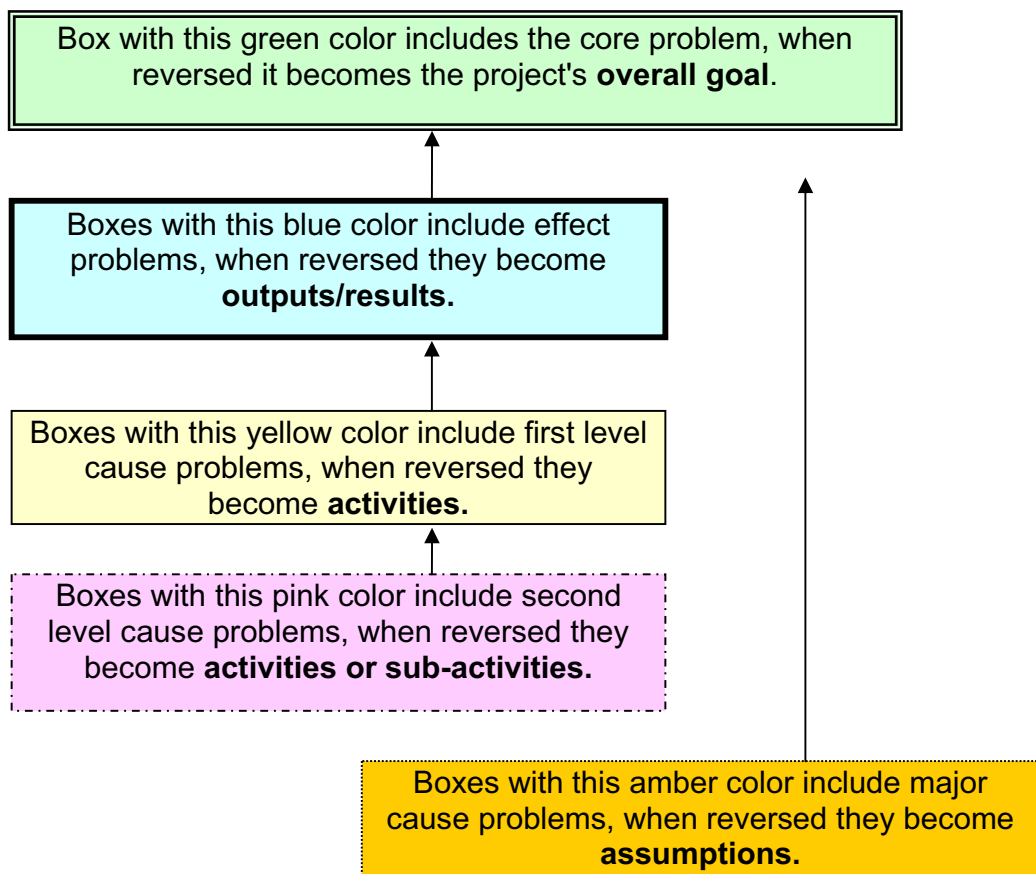 Box with this green color includes the core problem, when
reversed it becomes the project's overall goal.
Boxes with this blue color include effect
problems, when reversed they become
outputs/results.
Boxes with this yellow color include first level
cause problems, when reversed they
become activities.
Boxes with this pink color include second
level cause problems, when reversed they
become activities or sub-activities.
Boxes with this amber color include major
cause problems, when reversed they become
assumptions.